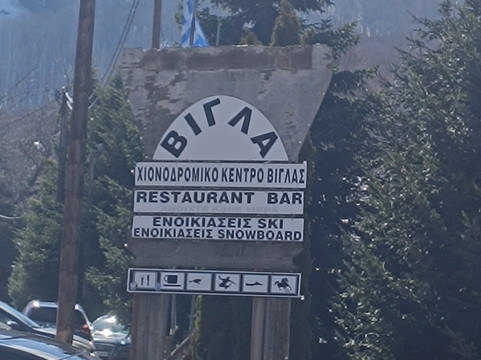 ΒΙΓΛΑ
ΧΙΟΝΟΔΡΟΜΙΚΟ ΚΕΝΤΡΟ ΒΙΓΛΑΣ
RESTAURANT BAR
ΕΝΟΙΚΙΑΣΕΙΣ SKI
ΕΝΟΙΚΙΑΣΕΙΣ SNOWBOARD